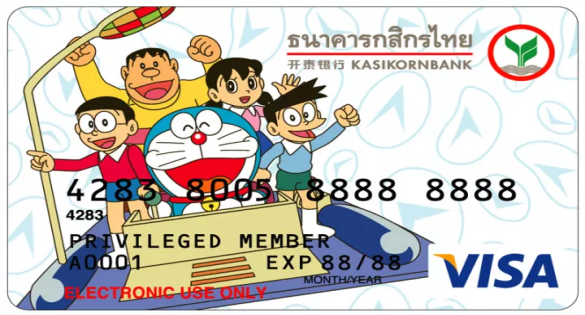 ธนาคารกสิกรไทย
开泰银行 KASIKORNBANK
4283 8005 8888 8888
4283
PRIVILEGED MEMBER
A0001 EXP 88/88
MONTH/YEAR
VISA
ELECTRONIC USE ONLY